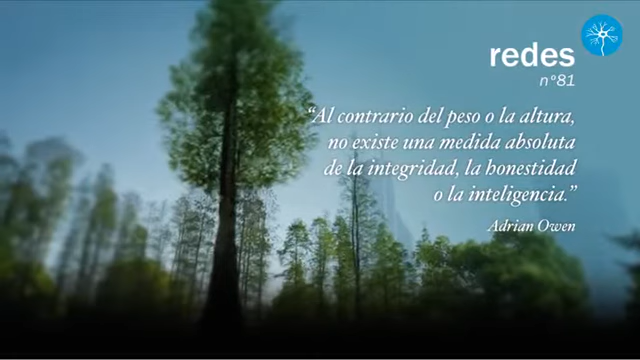 redes
nº81
“Al contrario del peso o la altura,
no existe una medida absoluta
de la integridad, la honestidad
o la inteligencia.”
Adrian Owen